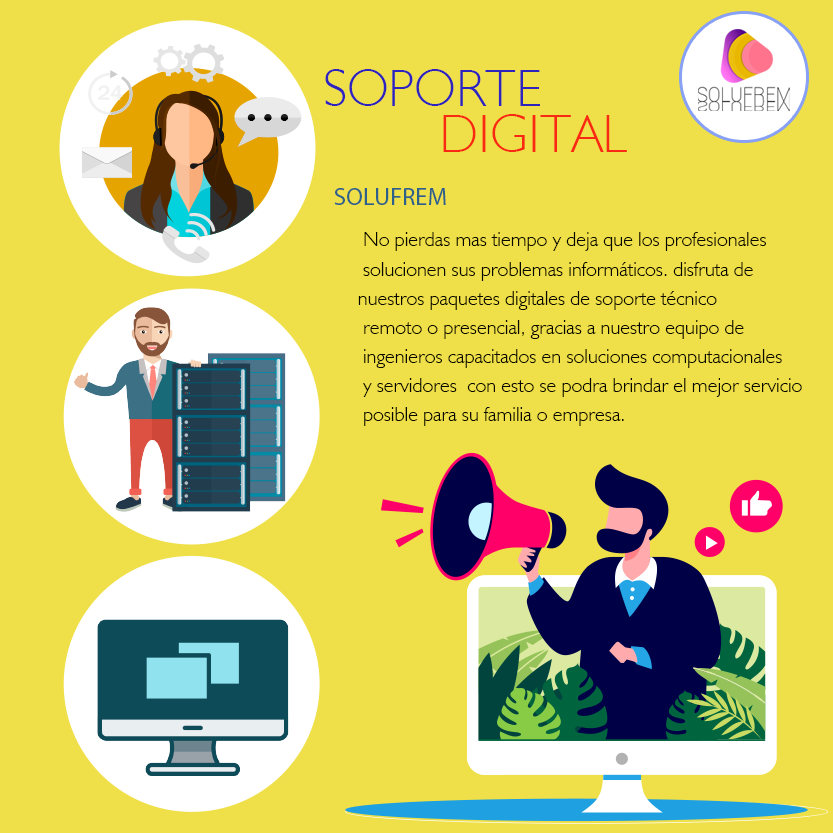 24
SOLUFREM
SOPORTE
DIGITAL
SOLUFREM
No pierdas mas tiempo y deja que los profesionales
solucionen sus problemas informáticos. disfruta de
nuestros paquetes digitales de soporte técnico
remoto o presencial, gracias a nuestro equipo de
ingenieros capacitados en soluciones computacionales
y servidores con esto se podra brindar el mejor servicio
posible para su familia o empresa.